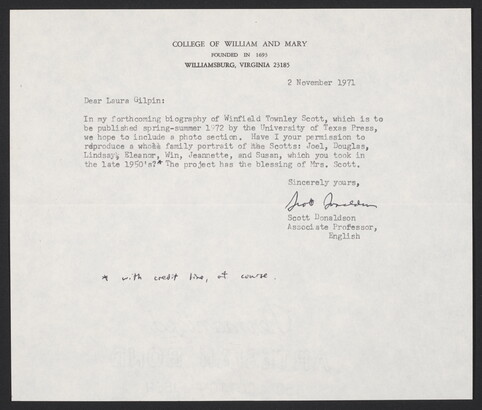 COLLEGE OF WILLIAM AND MARY
FOUNDED IN 1693
WILLIAMSBURG, VIRGINIA 23185
2 November 1971
Dear Laura Gilpin:
In my forthcoming biography of Winfield Townley Scott, which is to
be published spring-summer 1972 by the University of Texas Press,
we hope to include a photo section. Have I your permission to
reproduce a whole family portrait of the Scotts: Joel, Douglas,
Lindsay, Eleanor, Win, Jeannette, and Susan, which you took in
the late 1950's?* The project has the blessing of Mrs. Scott.
Sincerely yours,
Scott Donaldson
Scott Donaldson
Associate Professor,
English
* with credit line, of course.